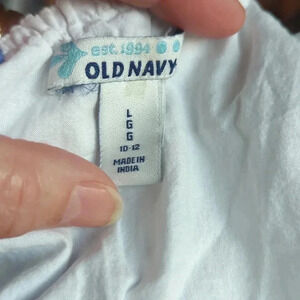 est. 1994
OLD NAVY
L
G
G
10-12
MADE IN
INDIA